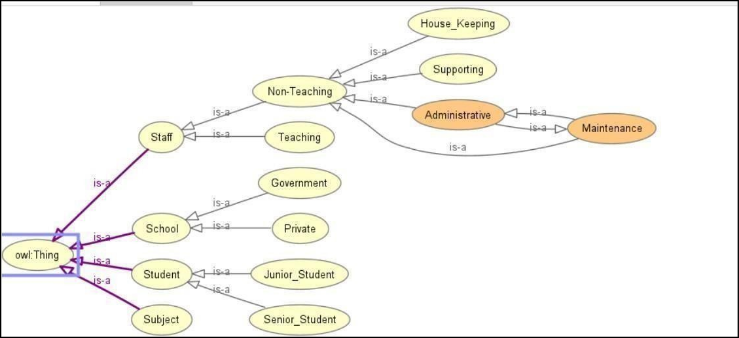 House_Keeping
is-a
Supporting
is-a
Non-Teaching
is-a
Administrative
is-a
is-a
Maintenance
is-a
is-a
Staff
is-a
Teaching
is-a
Government
is-a
School
is-a
Private
is-a
owl:Thing
is-a
Student
is-a
Junior_Student
is-a
is-a
Subject
Senior_Student